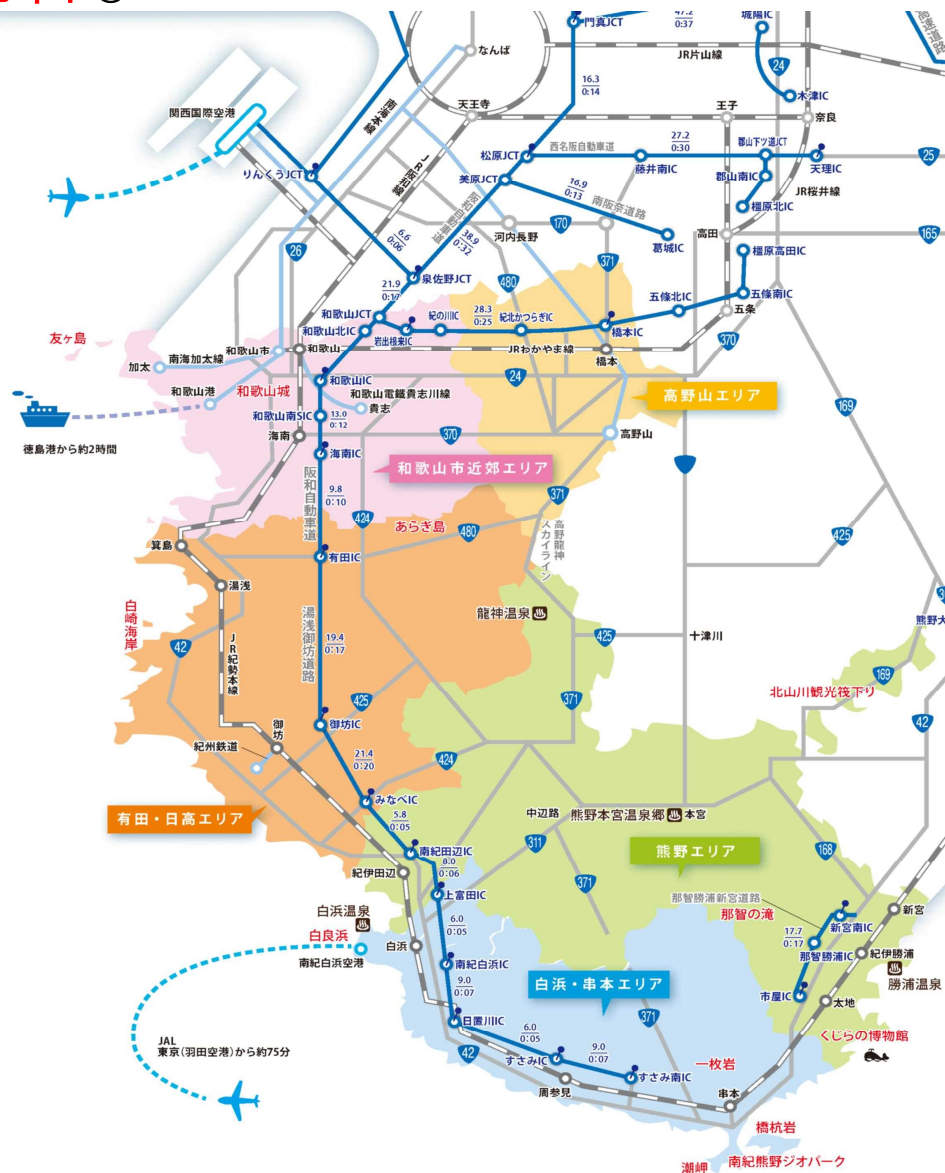 門真JCT
47.2
0:37
城陽IC
なんば
JR片山線
24
16.3
0:14
木津IC
関西国際空港
南海本線
天王寺
王子
奈良
JR阪和線
松原JCT
西名阪自動車道
27.2
0:30
郡山下ツ道JCT
天理IC
25
りんくうJCT
美原JCT
藤井南IC
郡山南IC
JR桜井線
16.9
0:13
南阪奈道路
橿原北IC
阪和自動車道
170
河内長野
高田
165
26
6.6
0:06
38.9
0:32
葛城IC
371
橿原高田IC
480
泉佐野JCT
21.9
0:17
五條北IC
五條南IC
和歌山JCT
紀の川IC
28.3
0:25
紀北かつらぎIC
五条
和歌山北IC
岩出根来IC
橋本IC
370
友ヶ島
南海加太線
和歌山市
和歌山
JRわかやま線
橋本
加太
24
和歌山IC
和歌山港
和歌山城
和歌山電鐵貴志川線
貴志
高野山エリア
169
和歌山南SIC
13.0
0:12
徳島港から約2時間
海南
370
高野山
海南IC
和歌山市近郊エリア
阪和自動車道
9.8
0:10
371
424
あらぎ島
480
高野龍神
スカイライン
425
箕島
有田IC
湯浅
白崎海岸
龍神温泉
熊野大
湯浅御坊道路
19.4
0:17
42
JR紀勢本線
425
十津川
169
371
北山川観光筏下り
425
御坊IC
42
御坊
紀州鉄道
21.4
0:20
424
みなべIC
有田・日高エリア
5.8
0:05
中辺路
熊野本宮温泉郷
本宮
311
168
南紀田辺IC
8.0
0:06
熊野エリア
紀伊田辺
371
上富田IC
那智勝浦新宮道路
白浜温泉
6.0
0:05
那智の滝
新宮
新宮南IC
白良浜
白浜
17.7
0:17
南紀白浜空港
南紀白浜IC
那智勝浦IC
紀伊勝浦
9.0
0:07
白浜・串本エリア
勝浦温泉
市屋IC
太地
日置川IC
371
6.0
0:05
くじらの博物館
JAL
東京(羽田空港)から約75分
42
9.0
0:07
すさみIC
一枚岩
すさみ南IC
周参見
串本
橋杭岩
潮岬
南紀熊野ジオパーク